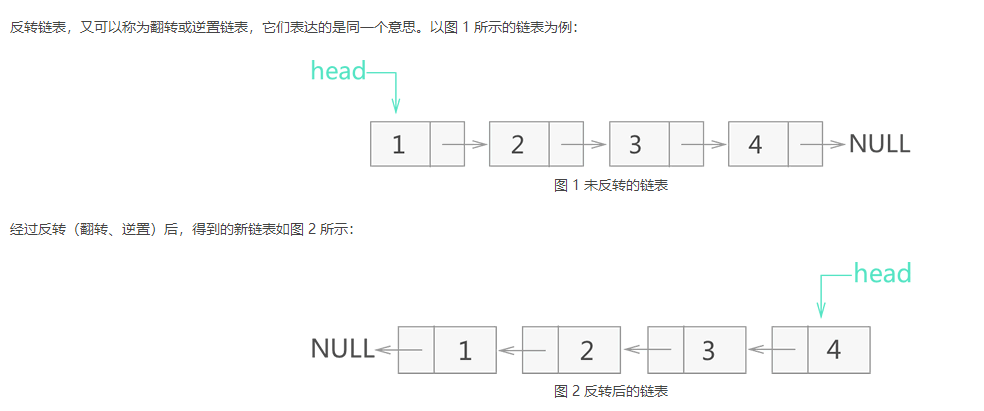 反转链表，又可以称为翻转或逆置链表，它们表达的是同一个意思。以图 1 所示的链表为例：
head
1 2 3 4 NULL
图 1 未反转的链表
经过反转（翻转、逆置）后，得到的新链表如图 2 所示：
head
NULL 1 2 3 4
图 2 反转后的链表